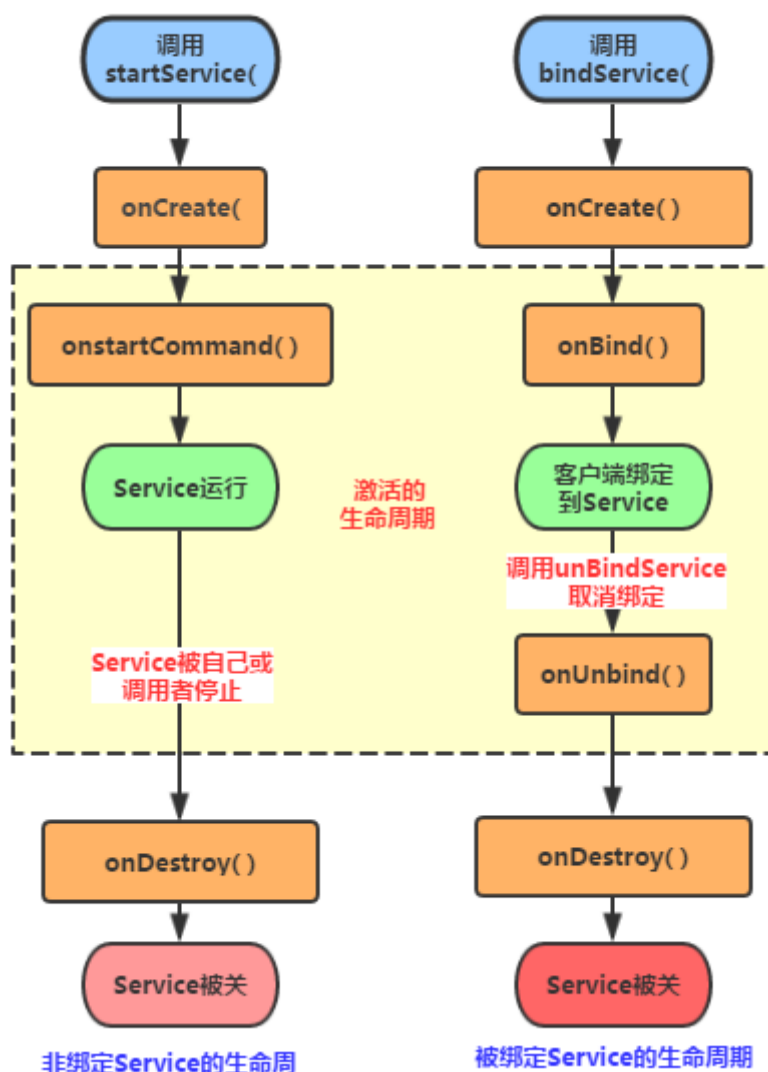 调用
startService(
调用
bindService(
onCreate(
onCreate( )
onstartCommand( )
onBind( )
Service运行
激活的
生命周期
客户端绑定
到Service
调用unBindService
取消绑定
Service被自己或
调用者停止
onUnbind( )
onDestroy( )
onDestroy( )
Service被关
Service被关
非绑定Service的生命周
被绑定Service的生命周期